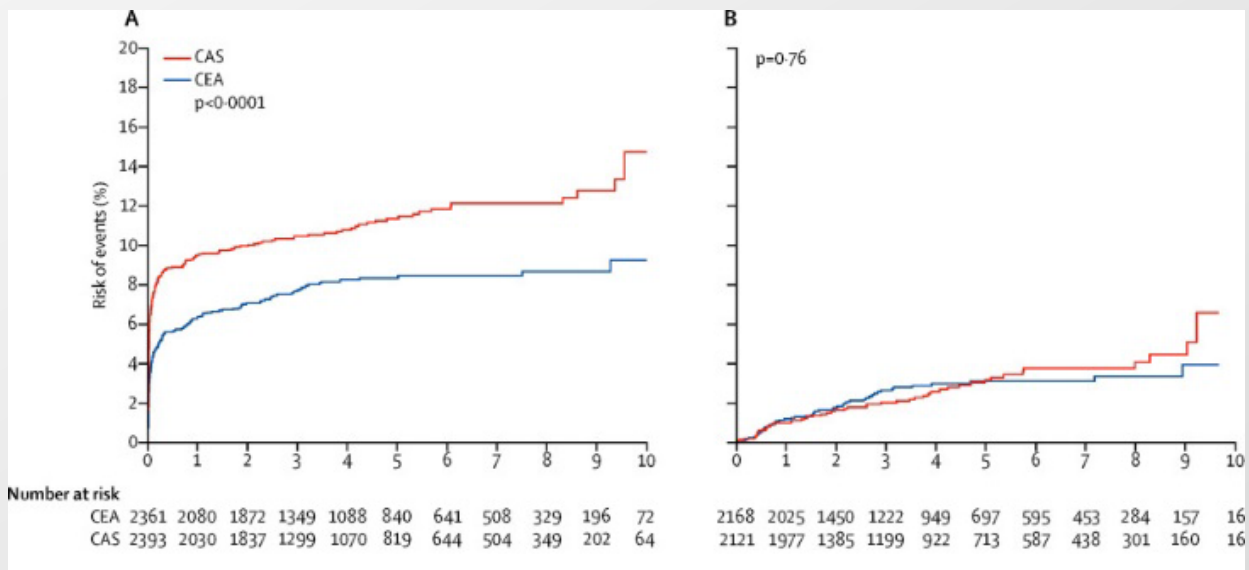 A
B
20
18
16
14
12
10
8
6
4
2
0
Risk of events (%)
CAS
CEA
p<0·0001
p=0·76
0 1 2 3 4 5 6 7 8 9 10
0 1 2 3 4 5 6 7 8 9 10
Number at risk
CEA 2361 2080 1872 1349 1088 840 641 508 329 196 72
2168 2025 1450 1222 949 697 595 453 284 157
CAS 2393 2030 1837 1299 1070 819 644 504 349 202 64
2121 1977 1385 1199 922 713 587 438 301 160